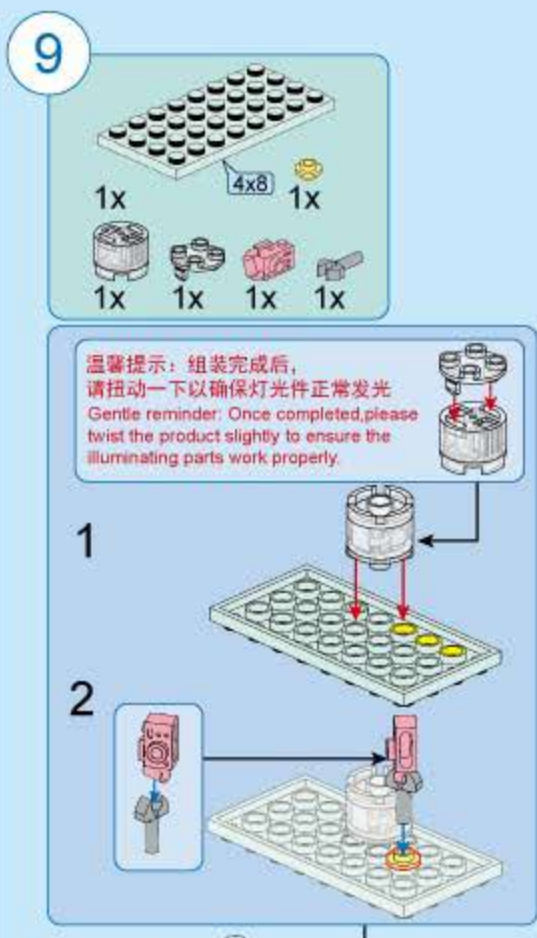 9
4x8
1x
1x
1x
1x
1x
1x
温馨提示：组装完成后，
请扭动一下以确保灯光件正常发光
Gentle reminder: Once completed,please
twist the product slightly to ensure the
illuminating parts work properly.
1
2